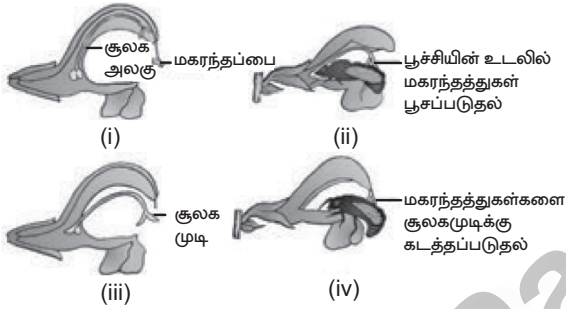 சூலக
அலகு
மகரந்தப்பை
பூச்சியின் உடலில்
மகரந்தத்துகள்
பூசப்படுதல்
(i)
(ii)
சூலக
முடி
மகரந்தத்துகள்களை
சூலகமுடிக்கு
கடத்தப்படுதல்
(iii)
(iv)